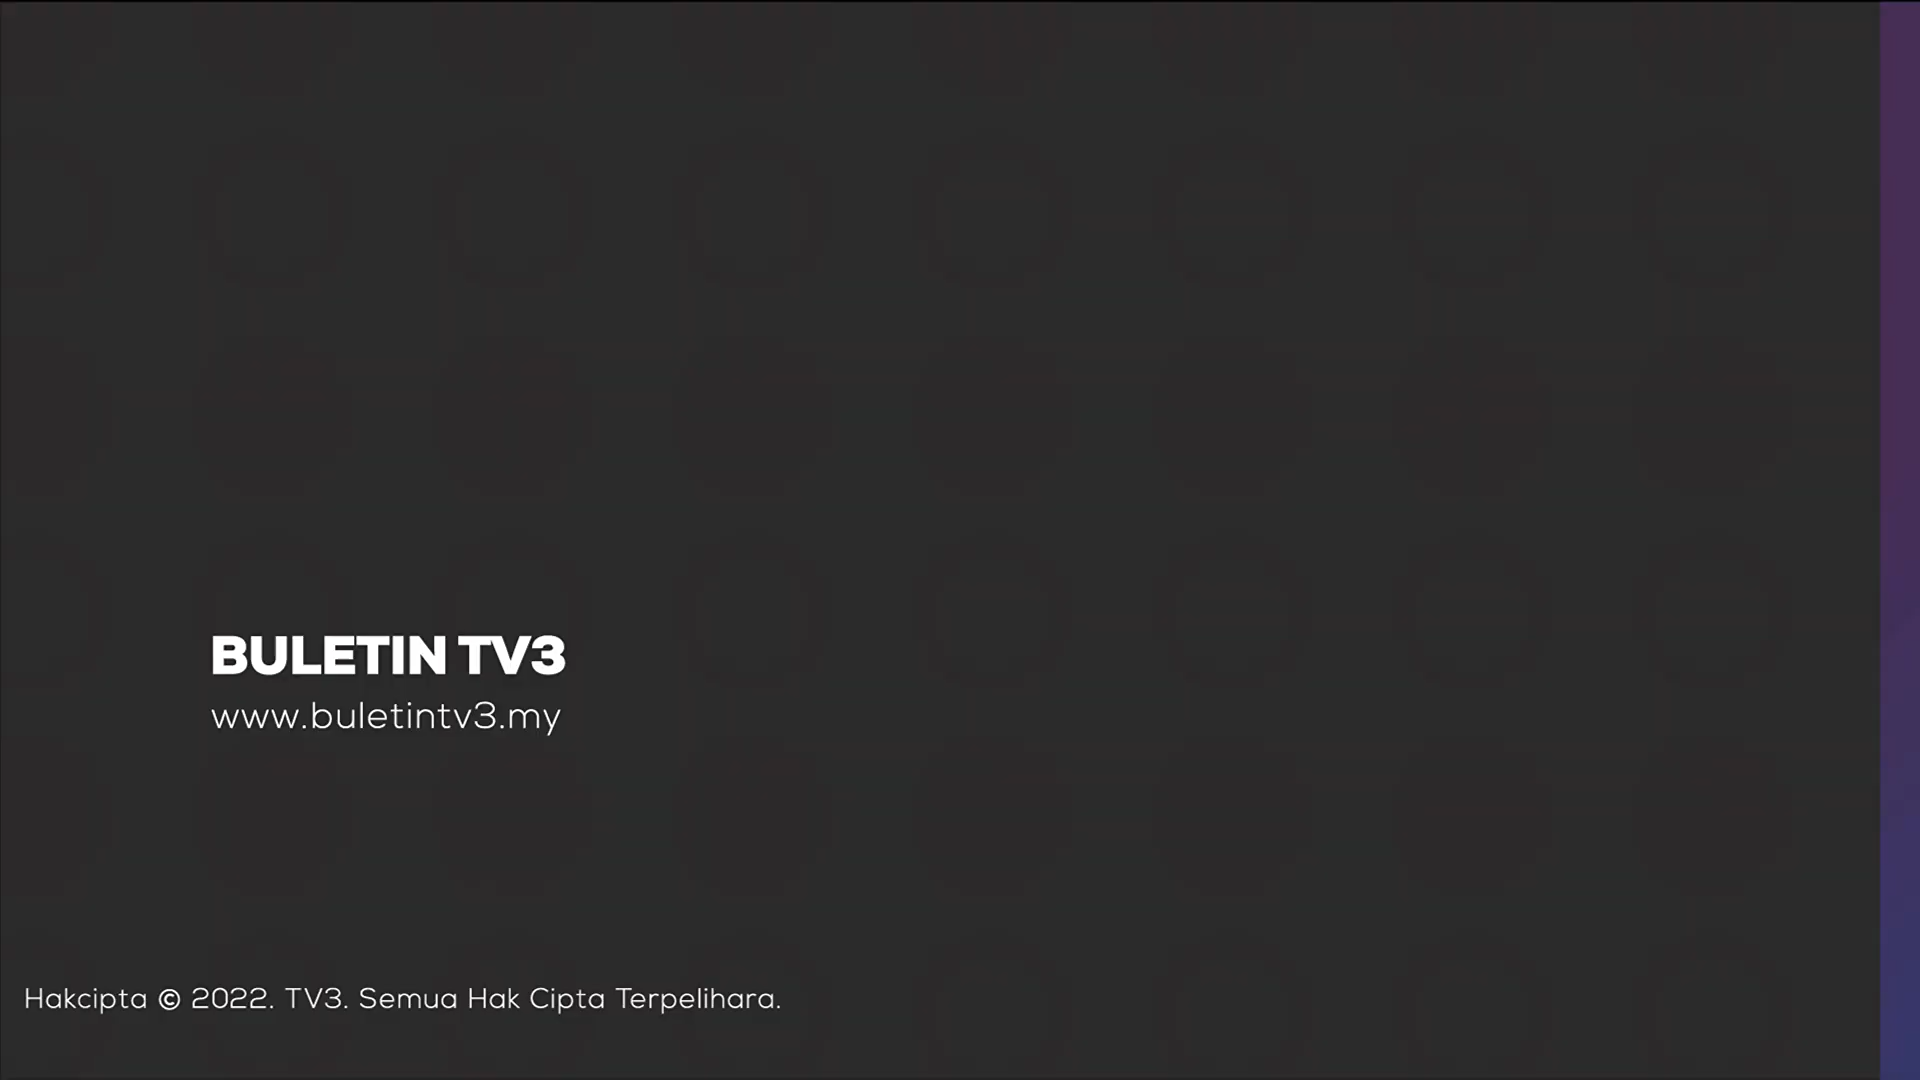 BULETIN TV3
www.buletintv3.my
Hakcipta © 2022. TV3. Semua Hak Cipta Terpelihara.